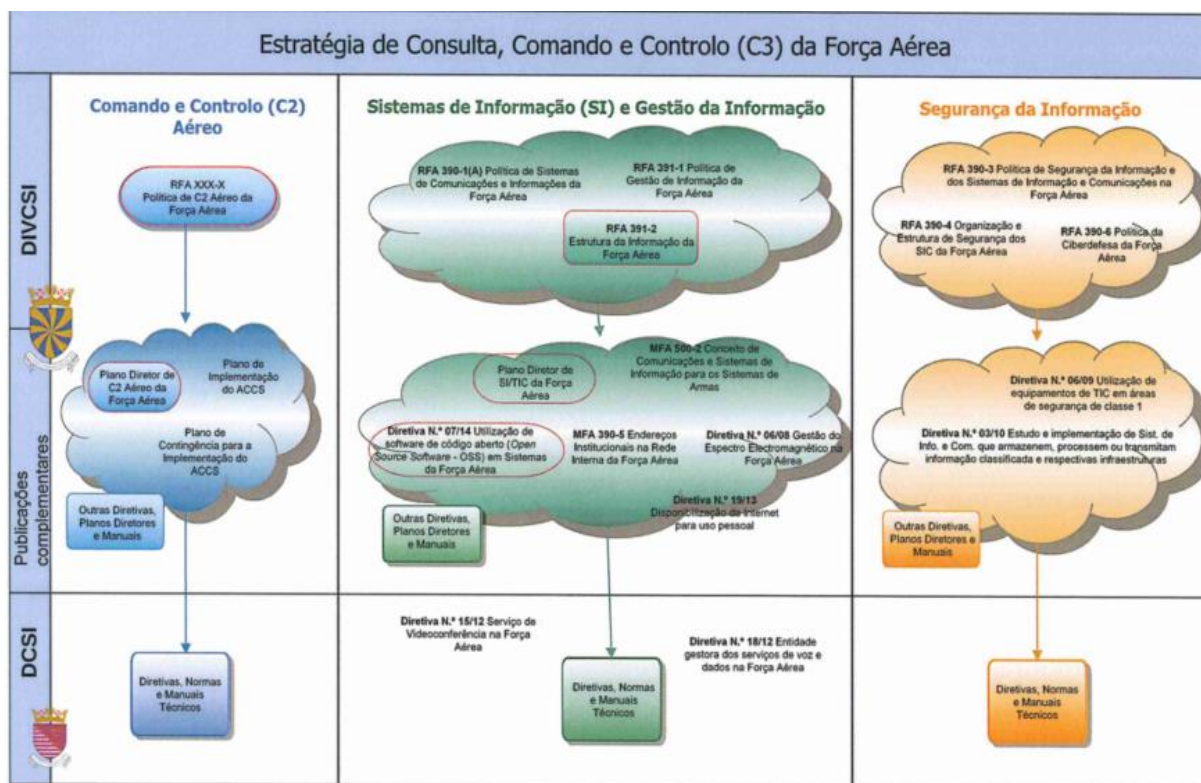 Estratégia de Consulta, Comando e Controlo (C3) da Força Aérea
DIVCSI
Comando e Controlo (C2)
Aéreo
RFA XXX-X
Política de C2 Aéreo da
Força Aérea
Sistemas de Informação (SI) e Gestão da Informação
RFA 390-1(A) Política de Sistemas
de Comunicações e Informações da
Força Aérea
RFA 391-1 Política de
Gestão de Informação da
Força Aérea
RFA 391-2
Estrutura da Informação da
Força Aérea
Segurança da Informação
RFA 390-3 Política de Segurança da Informação e
dos Sistemas de Informação e Comunicações na
Força Aérea
RFA 390-4 Organização e
Estrutura de Segurança dos
SIC da Força Aérea
RFA 390-6 Política da
Ciberdefesa da Força
Aérea
Publicações
complementares
Plano Diretor de
C2 Aéreo da
Força Aérea
Plano de
Implementação
do ACCS
Plano de
Contingência para a
Implementação do
ACCS
Outras Diretivas,
Planos Diretores
e Manuais
Plano Diretor de
SI/TIC da Força
Aérea
MFA 500-2 Conceito de
Comunicações e Sistemas de
Informação para os Sistemas de
Armas
Diretiva N.º 07/14 Utilização de
software de código aberto (Open
Source Software - OSS) em Sistemas
da Força Aérea
MFA 390-5 Endereços
Institucionais na Rede
Interna da Força Aérea
Diretiva N.º 06/08 Gestão do
Espectro Electromagnético na
Força Aérea
Diretiva N.º 19/13
Disponibilização da Internet
para uso pessoal
Outras Diretivas,
Planos Diretores
e Manuais
Diretiva N.º 06/09 Utilização de
equipamentos de TIC em áreas
de segurança de classe 1
Diretiva N.º 03/10 Estudo e implementação de Sist. de
Info. e Com. que armazenem, processem ou transmitam
informação classificada e respectivas infraestruturas
Outras Diretivas,
Planos Diretores e
Manuais
DCSI
Diretivas, Normas
e Manuais
Técnicos
Diretiva N.º 15/12 Serviço de
Videoconferência na Força
Aérea
Diretiva N.º 18/12 Entidade
gestora dos serviços de voz e
dados na Força Aérea
Diretivas, Normas
e Manuais
Técnicos
Diretivas, Normas
e Manuais
Técnicos